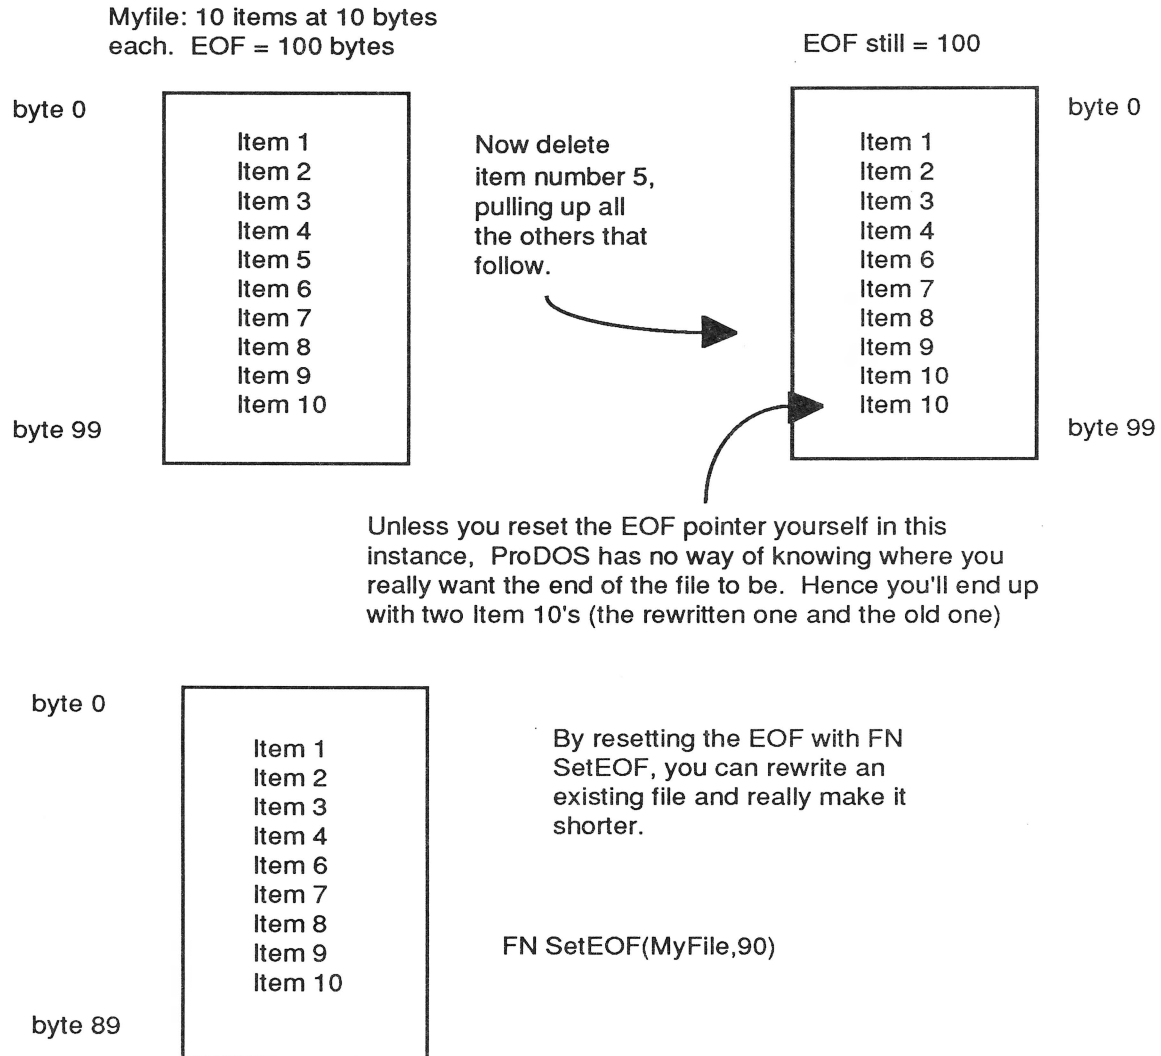 Myfile: 10 items at 10 bytes
each. EOF = 100 bytes
byte 0
Item 1
Item 2
Item 3
Item 4
Item 5
Item 6
Item 7
Item 8
Item 9
Item 10
byte 99
Now delete
item number 5,
pulling up all
the others that
follow.
EOF still = 100
byte 0
Item 1
Item 2
Item 3
Item 4
Item 6
Item 7
Item 8
Item 9
Item 10
Item 10
byte 99
Unless you reset the EOF pointer yourself in this
instance, ProDOS has no way of knowing where you
really want the end of the file to be. Hence you'll end up
with two Item 10's (the rewritten one and the old one)
byte 0
Item 1
Item 2
Item 3
Item 4
Item 6
Item 7
Item 8
Item 9
Item 10
byte 89
By resetting the EOF with FN
SetEOF, you can rewrite an
existing file and really make it
shorter.
FN SetEOF(MyFile,90)